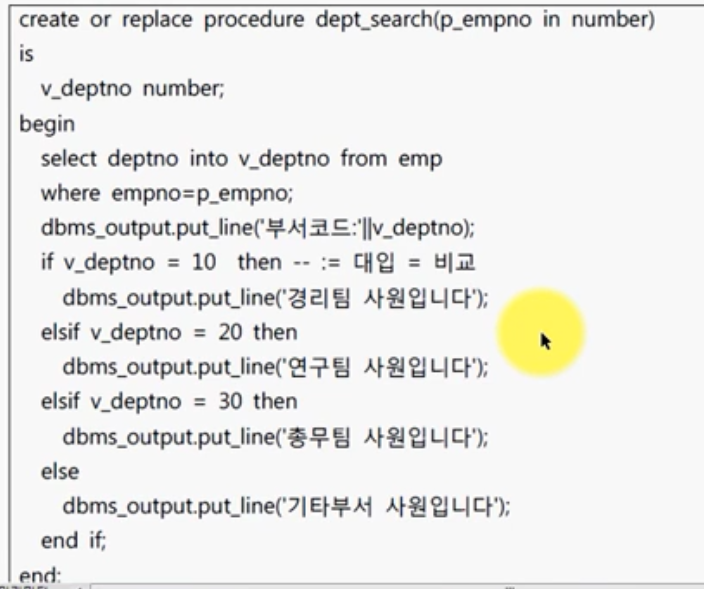 create or replace procedure dept_search(p_empno in number)
is
v_deptno number;
begin
select deptno into v_deptno from emp
where empno=p_empno;
dbms_output.put_line('부서코드:'||v_deptno);
if v_deptno = 10 then -- := 대입 = 비교
dbms_output.put_line('경리팀 사원입니다');
elsif v_deptno = 20 then
dbms_output.put_line('연구팀 사원입니다');
elsif v_deptno = 30 then
dbms_output.put_line('총무팀 사원입니다');
else
dbms_output.put_line('기타부서 사원입니다');
end if;
end;